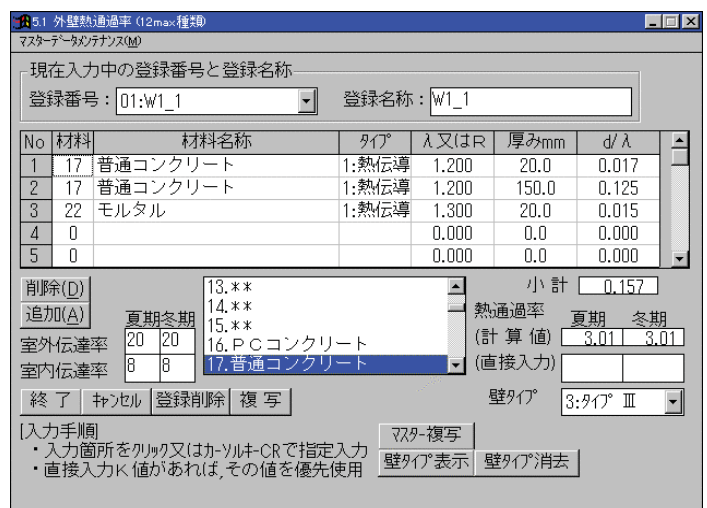 5.1 外壁熱通過率 (12max種類)
ﾏｽﾀｰﾃﾞｰﾀﾒﾝﾃﾅﾝｽ(M)
現在入力中の登録番号と登録名称
登録番号： 01:W1_1 登録名称： W1_1
No 材料 材料名称 ﾀｲﾌﾟ λ又はR 厚みmm d/λ
1 17 普通コンクリート 1:熱伝導 1.200 20.0 0.017
2 17 普通コンクリート 1:熱伝導 1.200 150.0 0.125
3 22 モルタル 1:熱伝導 1.300 20.0 0.015
4 0 0.000 0.0 0.000
5 0 0.000 0.0 0.000
削除(D) 13.** 小 計 0.157
追加(A) 夏期 冬期 14.** 熱通過率 夏期 冬期
室外伝達率 20 20 15.** (計 算 値) 3.01 3.01
16.ＰＣコンクリ
室内伝達率 8 8 17.普通コンクリー (直接入力)
終 了 ｷｬﾝｾﾙ 登録削除 複 写 壁ﾀｲﾌﾟ 3:ﾀｲﾌﾟ Ⅲ
[入力手順] ﾏｽﾀｰ複写
・入力箇所をｸﾘｯｸ又はｶｰｿﾙｷｰCRで指定入力
・直接入力Ｋ値があれば,その値を優先使用 壁ﾀｲﾌﾟ表示 壁ﾀｲﾌﾟ消去